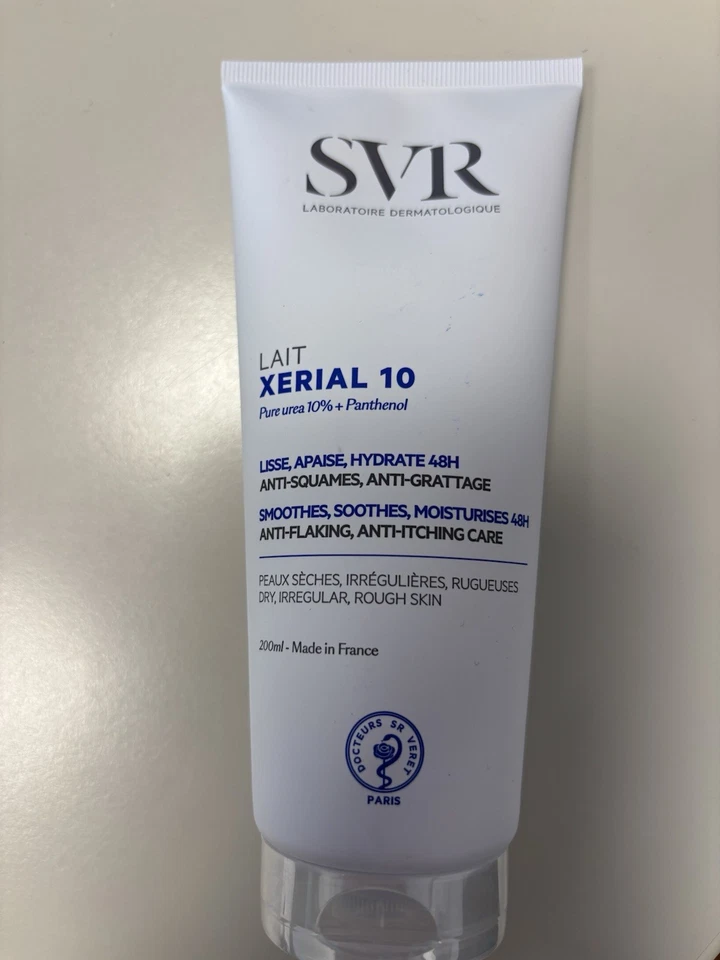 SVR
LABORATOIRE DERMATOLOGIQUE
LAIT
XERIAL 10
Pure urea 10% + Panthenol
LISSE, APAISE, HYDRATE 48H
ANTI-SQUAMES, ANTI-GRATTAGE
SMOOTHES, SOOTHES, MOISTURISES 48H
ANTI-FLAKING, ANTI-ITCHING CARE
PEAUX SÈCHES, IRRÉGULIÈRES, RUGUEUSES
DRY, IRREGULAR, ROUGH SKIN
200ml - Made in France
DOCTEURS SR VERET
PARIS